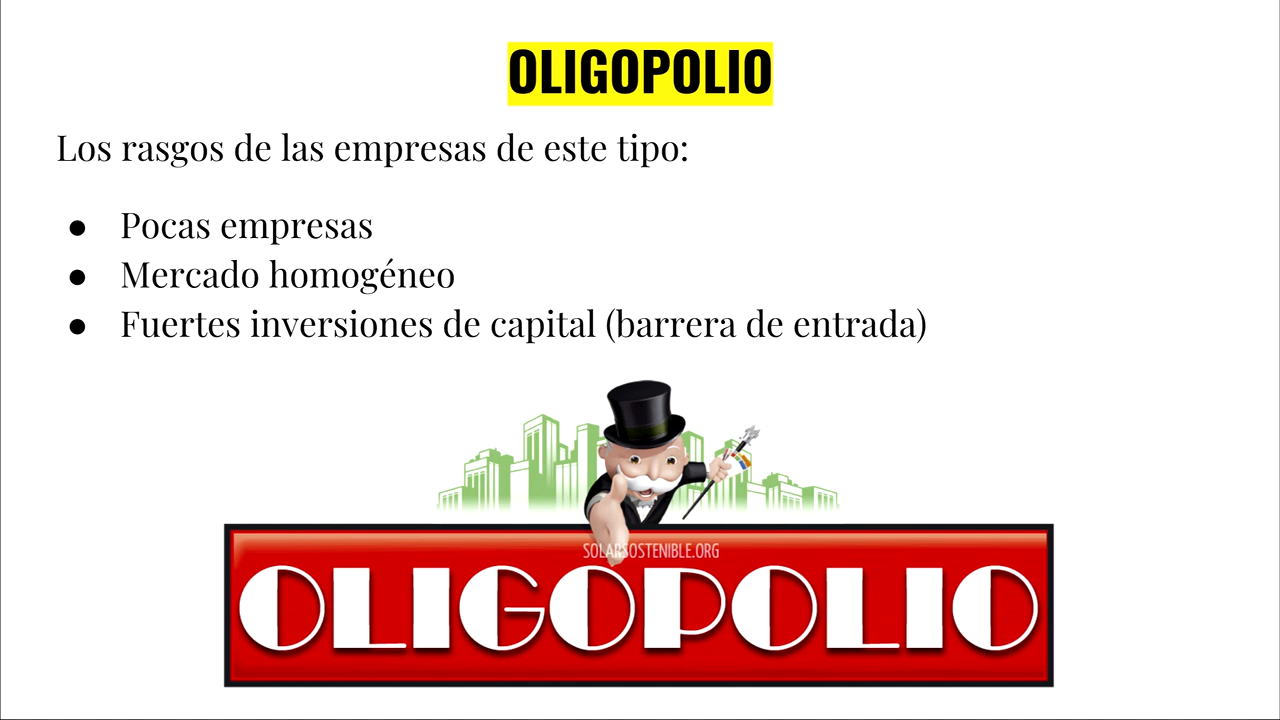 OLIGOPOLIO
Los rasgos de las empresas de este tipo:
● Pocas empresas
● Mercado homogéneo
● Fuertes inversiones de capital (barrera de entrada)
SOLARSOSTENIBLE.ORG
OLIGOPOLIO